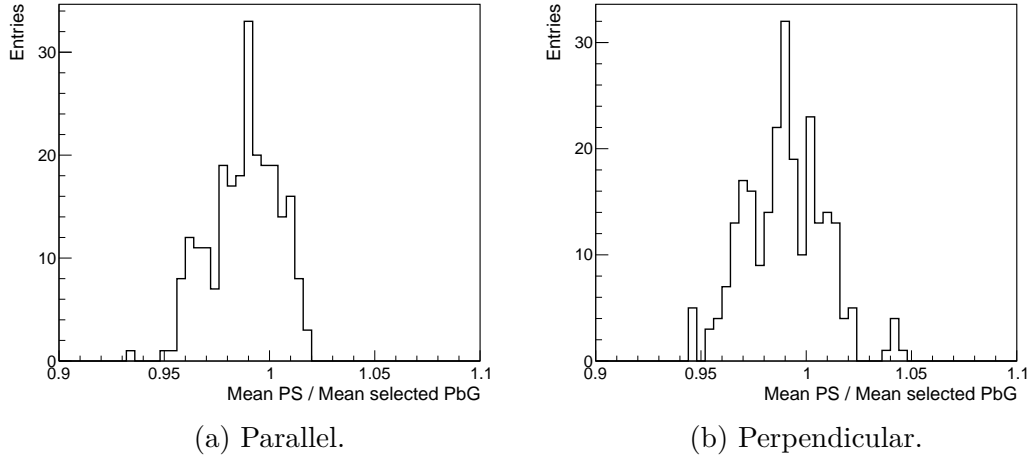 Entries
30
20
10
0
0.9 0.95 1 1.05 1.1
Mean PS / Mean selected PbG
(a) Parallel.
Entries
30
20
10
0
0.9 0.95 1 1.05 1.1
Mean PS / Mean selected PbG
(b) Perpendicular.